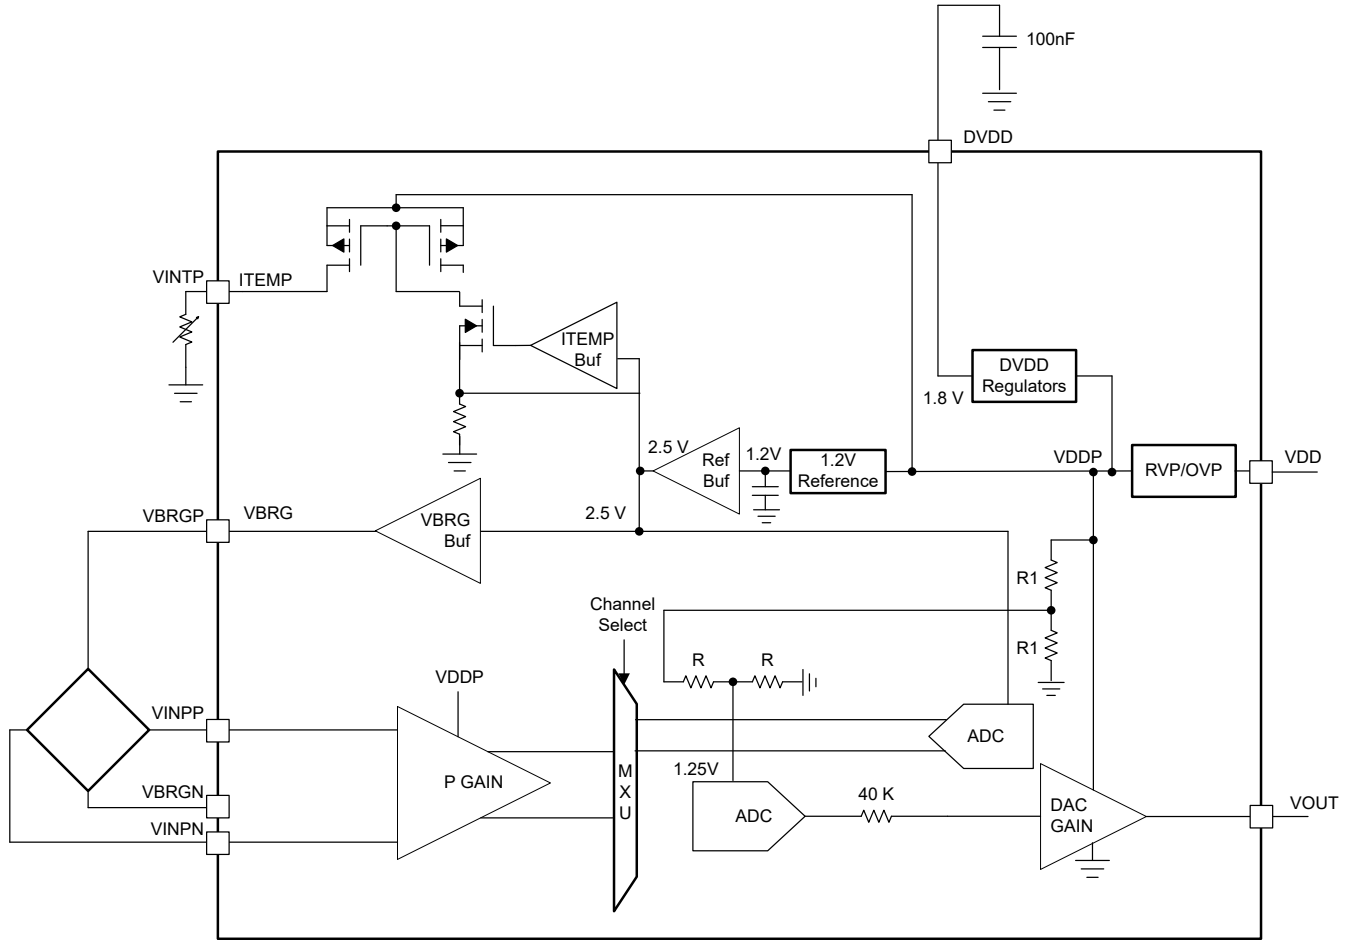 100nF
DVDD
VINTP
ITEMP
ITEMP
Buf
DVDD
Regulators
1.8 V
2.5 V
Ref
Buf
1.2V
1.2V
Reference
VDDP
RVP/OVP
VDD
VBRGP
VBRG
VBRG
Buf
2.5 V
R1
Channel
Select
R1
R
R
VDDP
VINPP
ADC
P GAIN
M
X
U
1.25V
VBRGN
40 K
DAC
GAIN
ADC
VOUT
VINPN